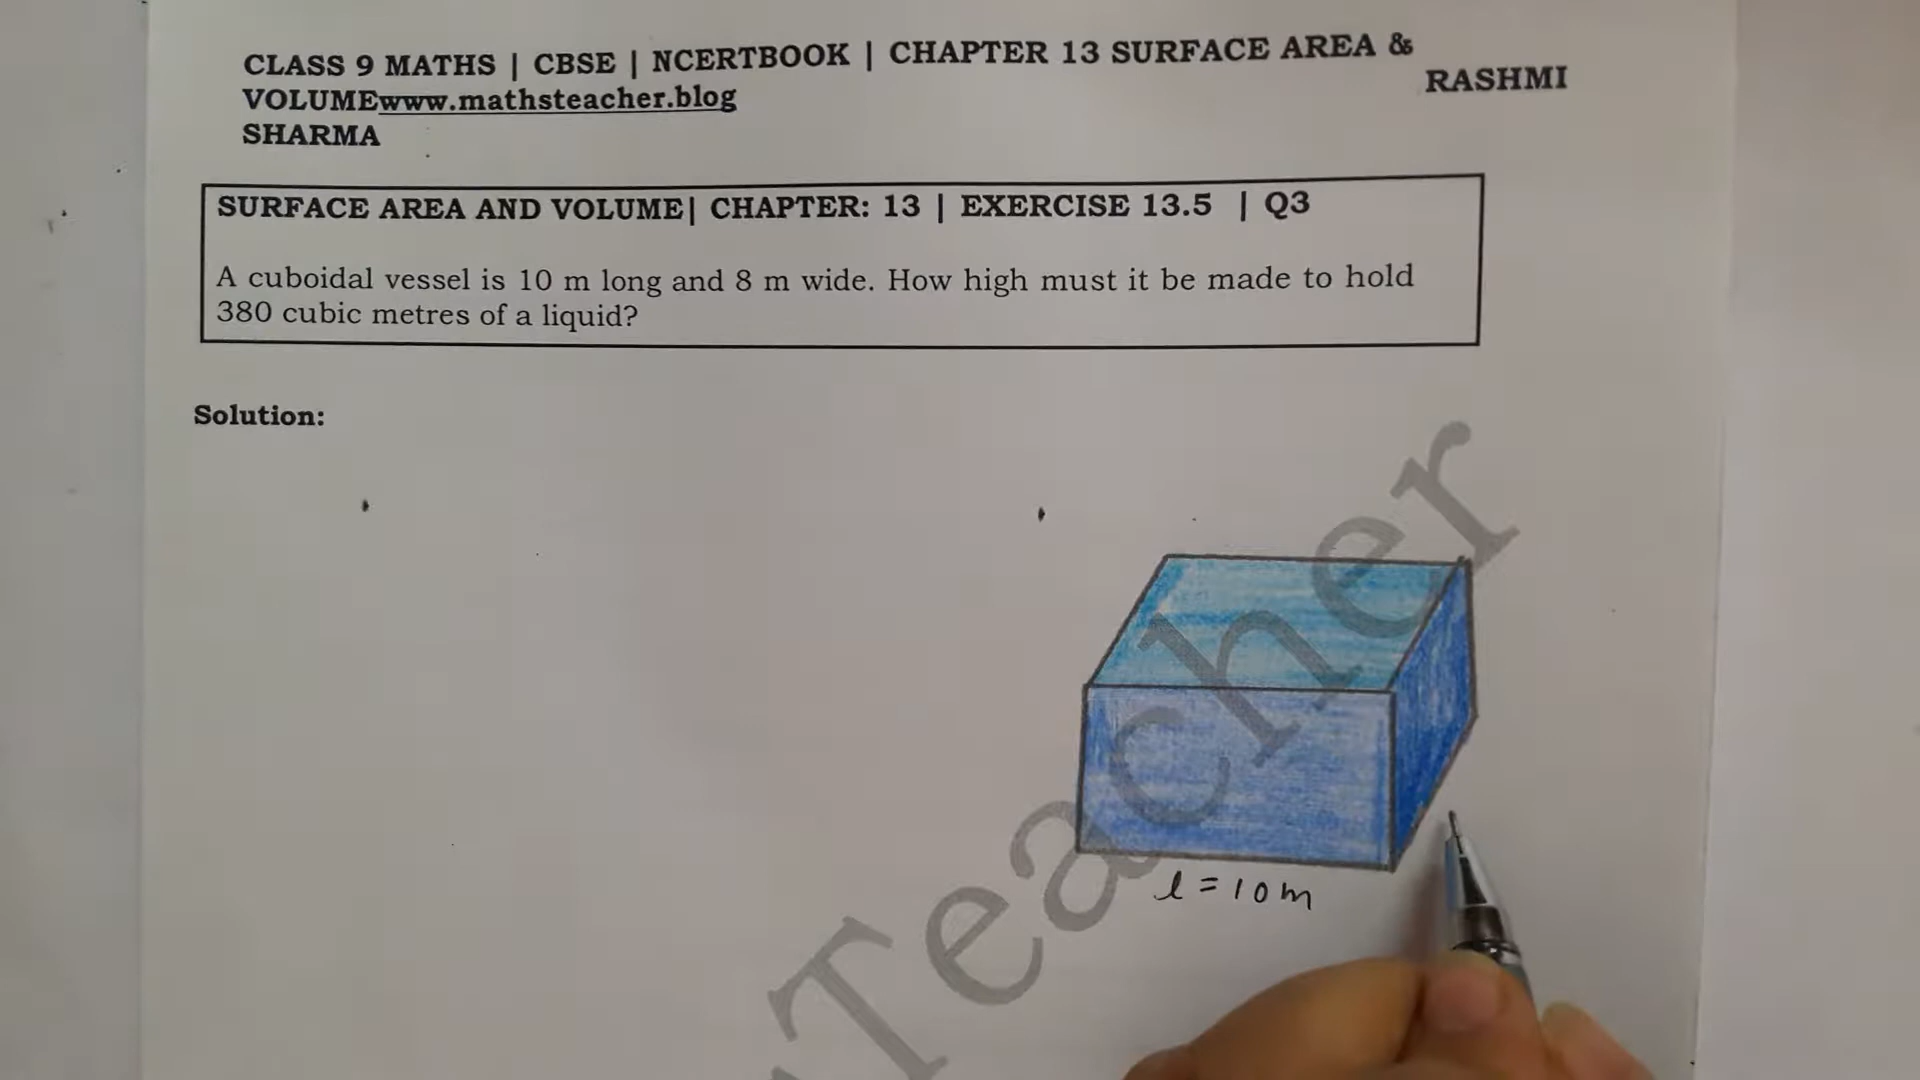 CLASS 9 MATHS | CBSE | NCERTBOOK | CHAPTER 13 SURFACE AREA &
RASHMI
VOLUMEwww.mathsteacher.blog
SHARMA
SURFACE AREA AND VOLUME| CHAPTER: 13 | EXERCISE 13.5 | Q3
A cuboidal vessel is 10 m long and 8 m wide. How high must it be made to hold
380 cubic metres of a liquid?
Solution:
l = 10 m
Teacher